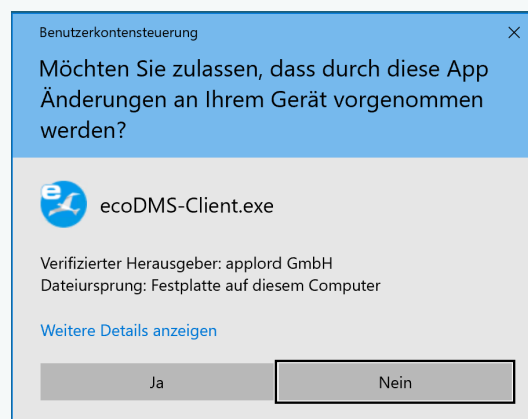 Benutzerkontensteuerung
Möchten Sie zulassen, dass durch diese App
Änderungen an Ihrem Gerät vorgenommen
werden?
e
ecoDMS-Client.exe
Verifizierter Herausgeber: applord GmbH
Dateiursprung: Festplatte auf diesem Computer
Weitere Details anzeigen
Ja
Nein